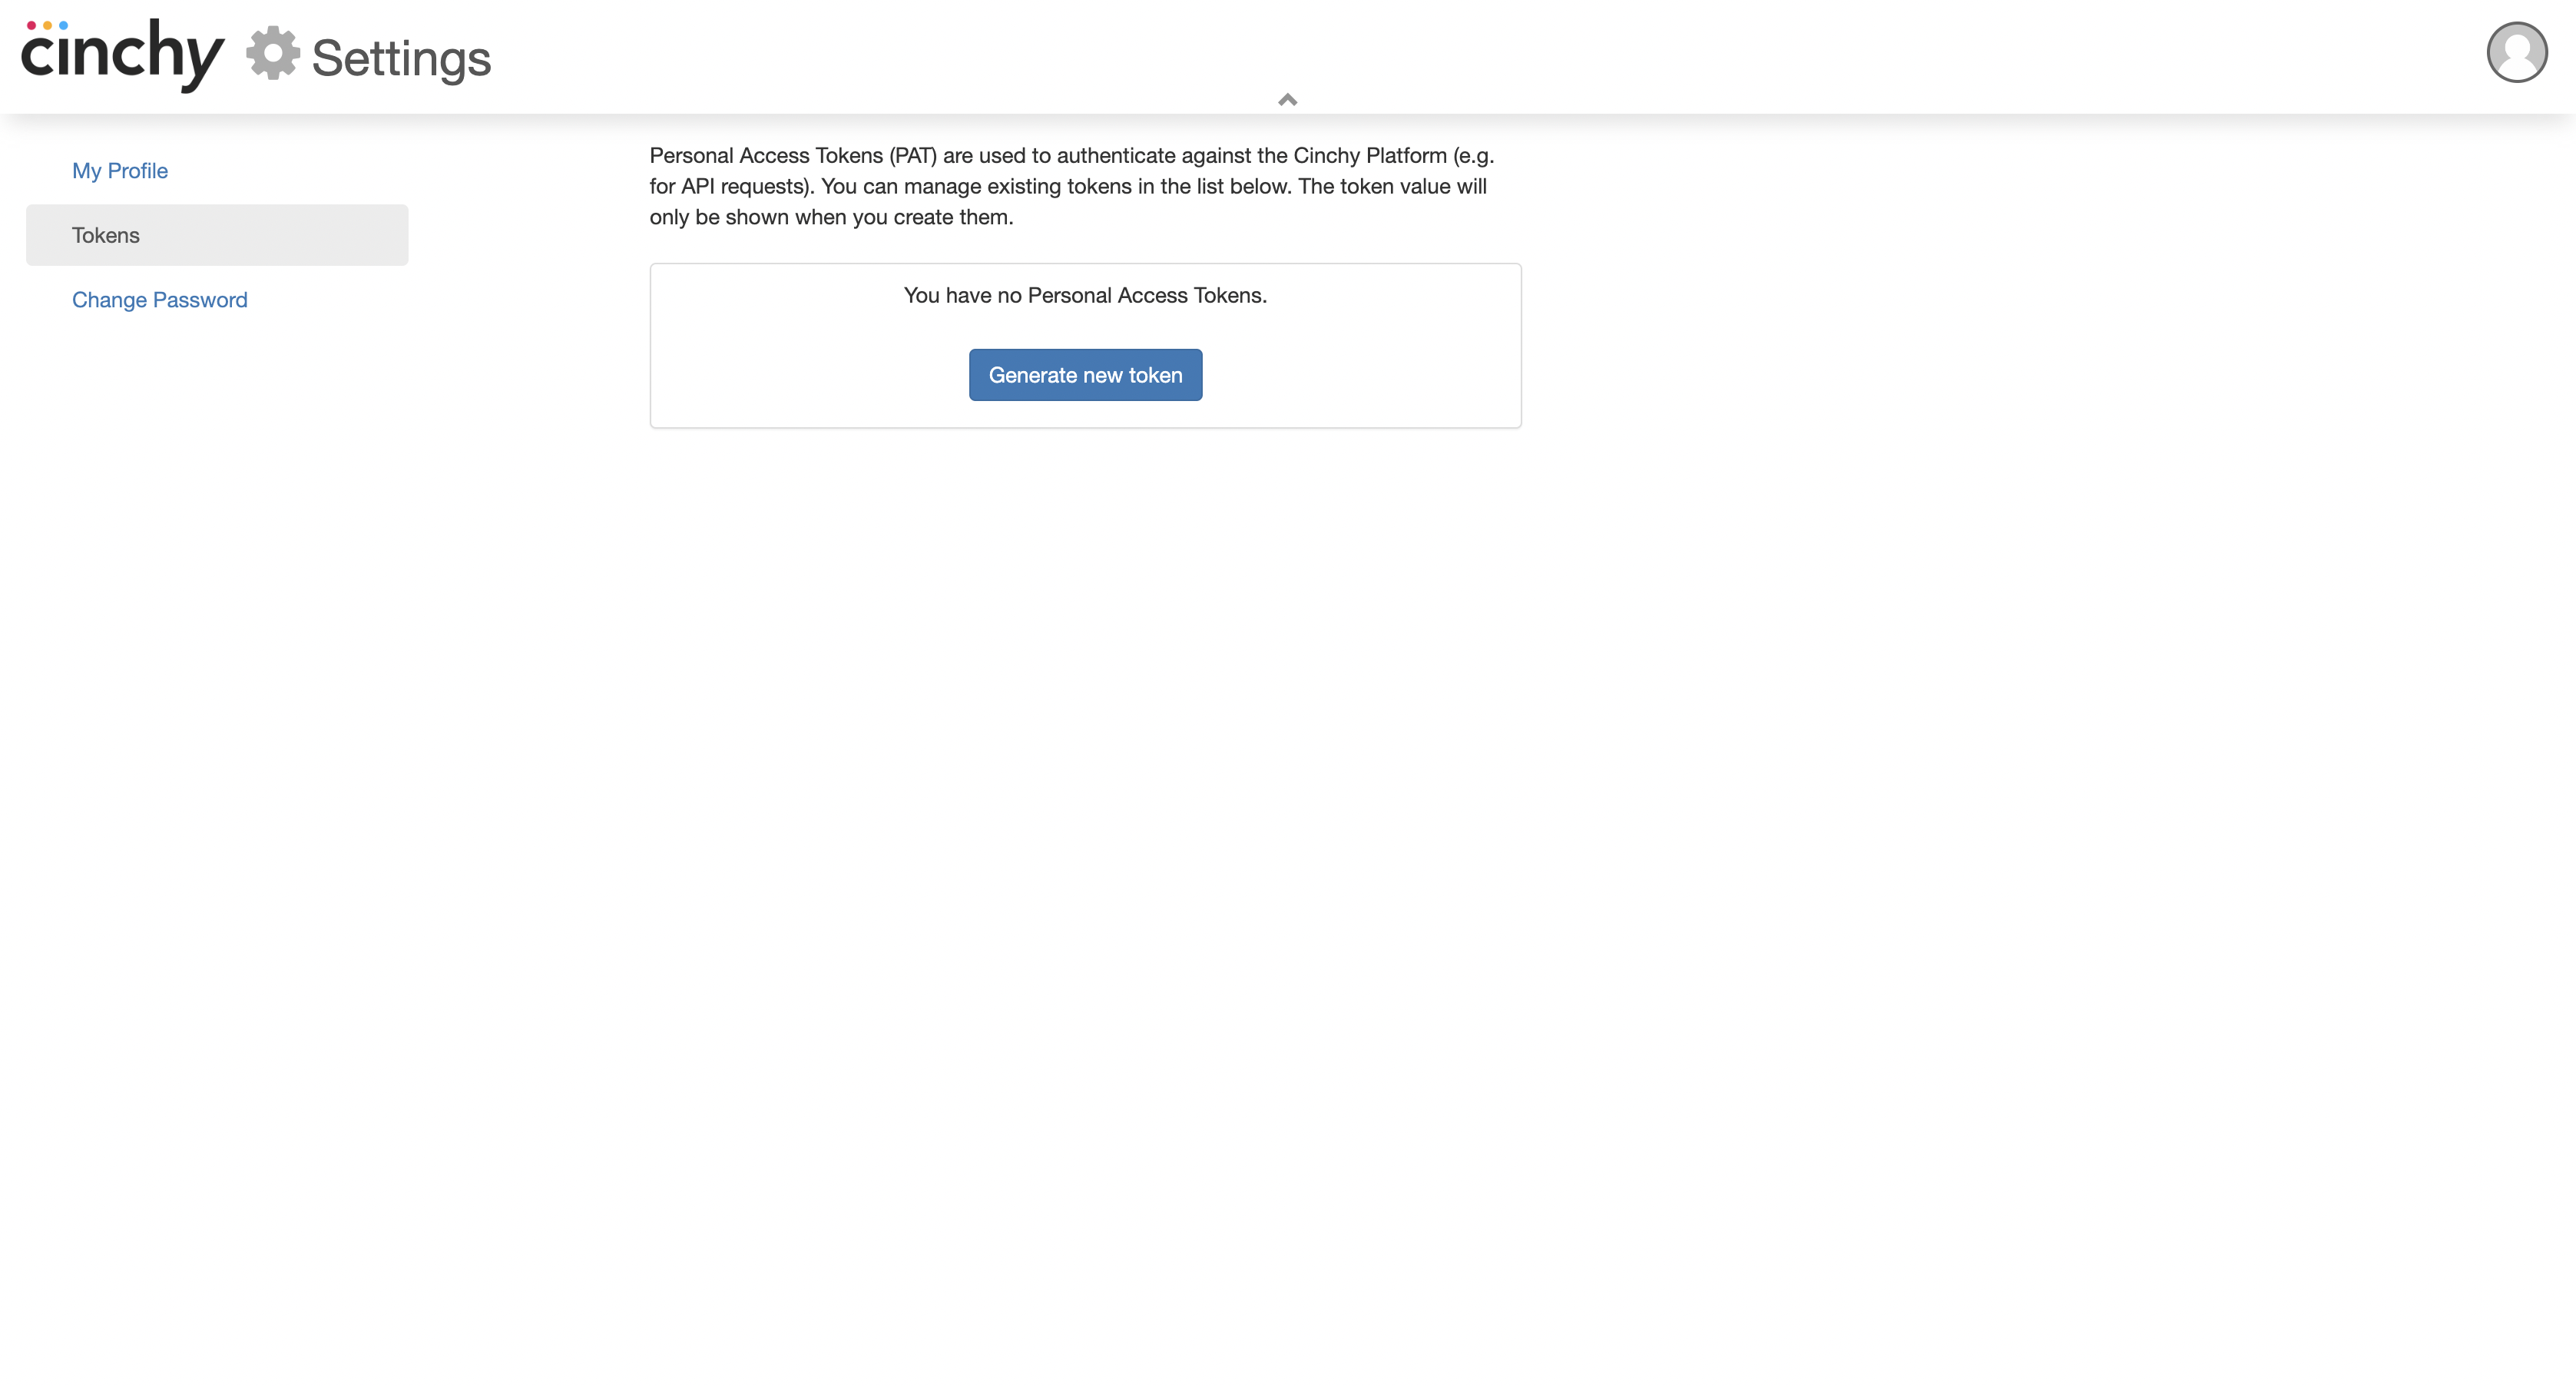 cinchy Settings
My Profile
Tokens
Change Password
Personal Access Tokens (PAT) are used to authenticate against the Cinchy Platform (e.g.
for API requests). You can manage existing tokens in the list below. The token value will
only be shown when you create them.
You have no Personal Access Tokens.
Generate new token